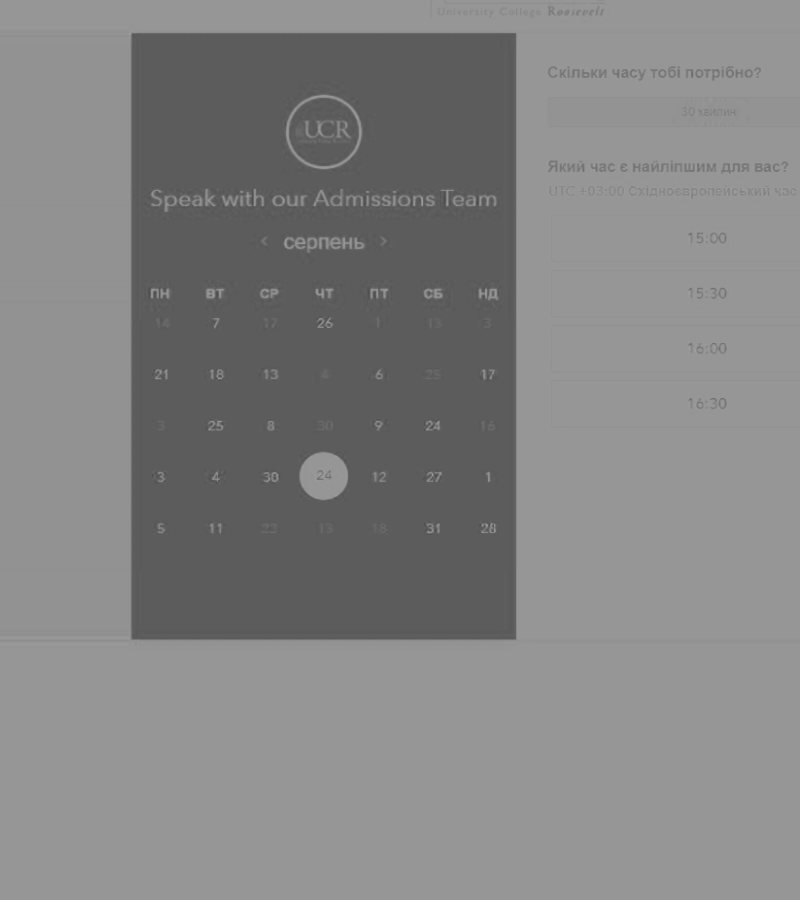 University College Roosevelt
UCR
Speak with our Admissions Team
‹ серпень ›
ПН ВТ СР ЧТ ПТ СБ НД
14 7 17 26 1 13 3
21 18 13 4 6 25 17
3 25 8 30 9 24 16
3 4 30 24 12 27 1
5 11 23 13 18 31 28
Скільки часу тобі потрібно?
30 хвилин
Який час є найліпшим для вас?
UTC +03:00 Східноєвропейський час
15:00
15:30
16:00
16:30